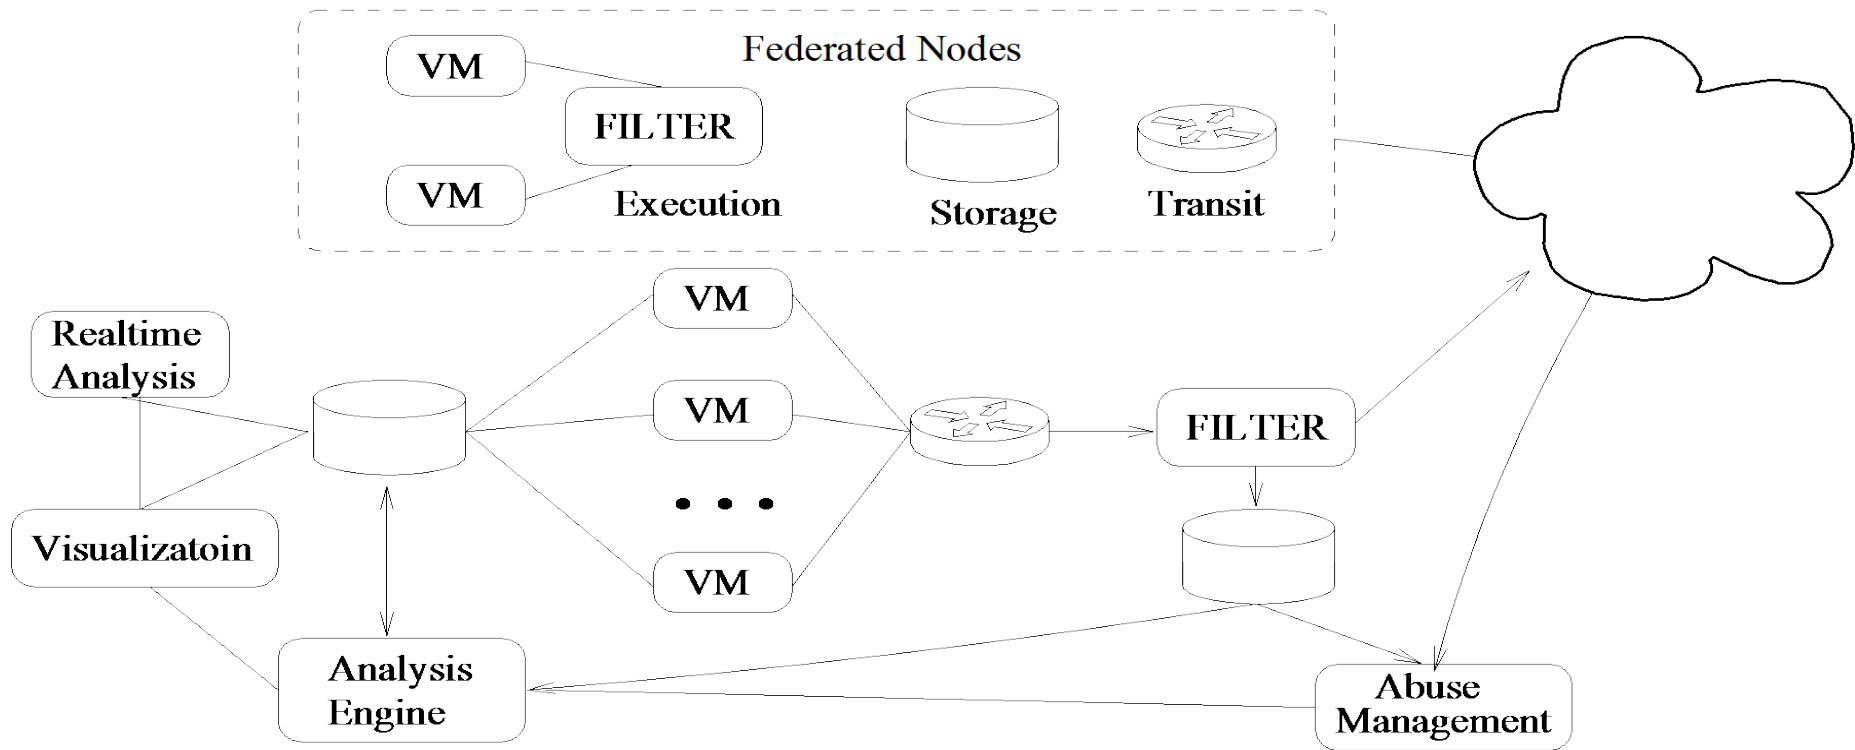 Federated Nodes
VM
FILTER
VM
Execution
Storage
Transit
VM
Realtime
Analysis
VM
FILTER
Visualizatoin
VM
Analysis
Engine
Abuse
Management